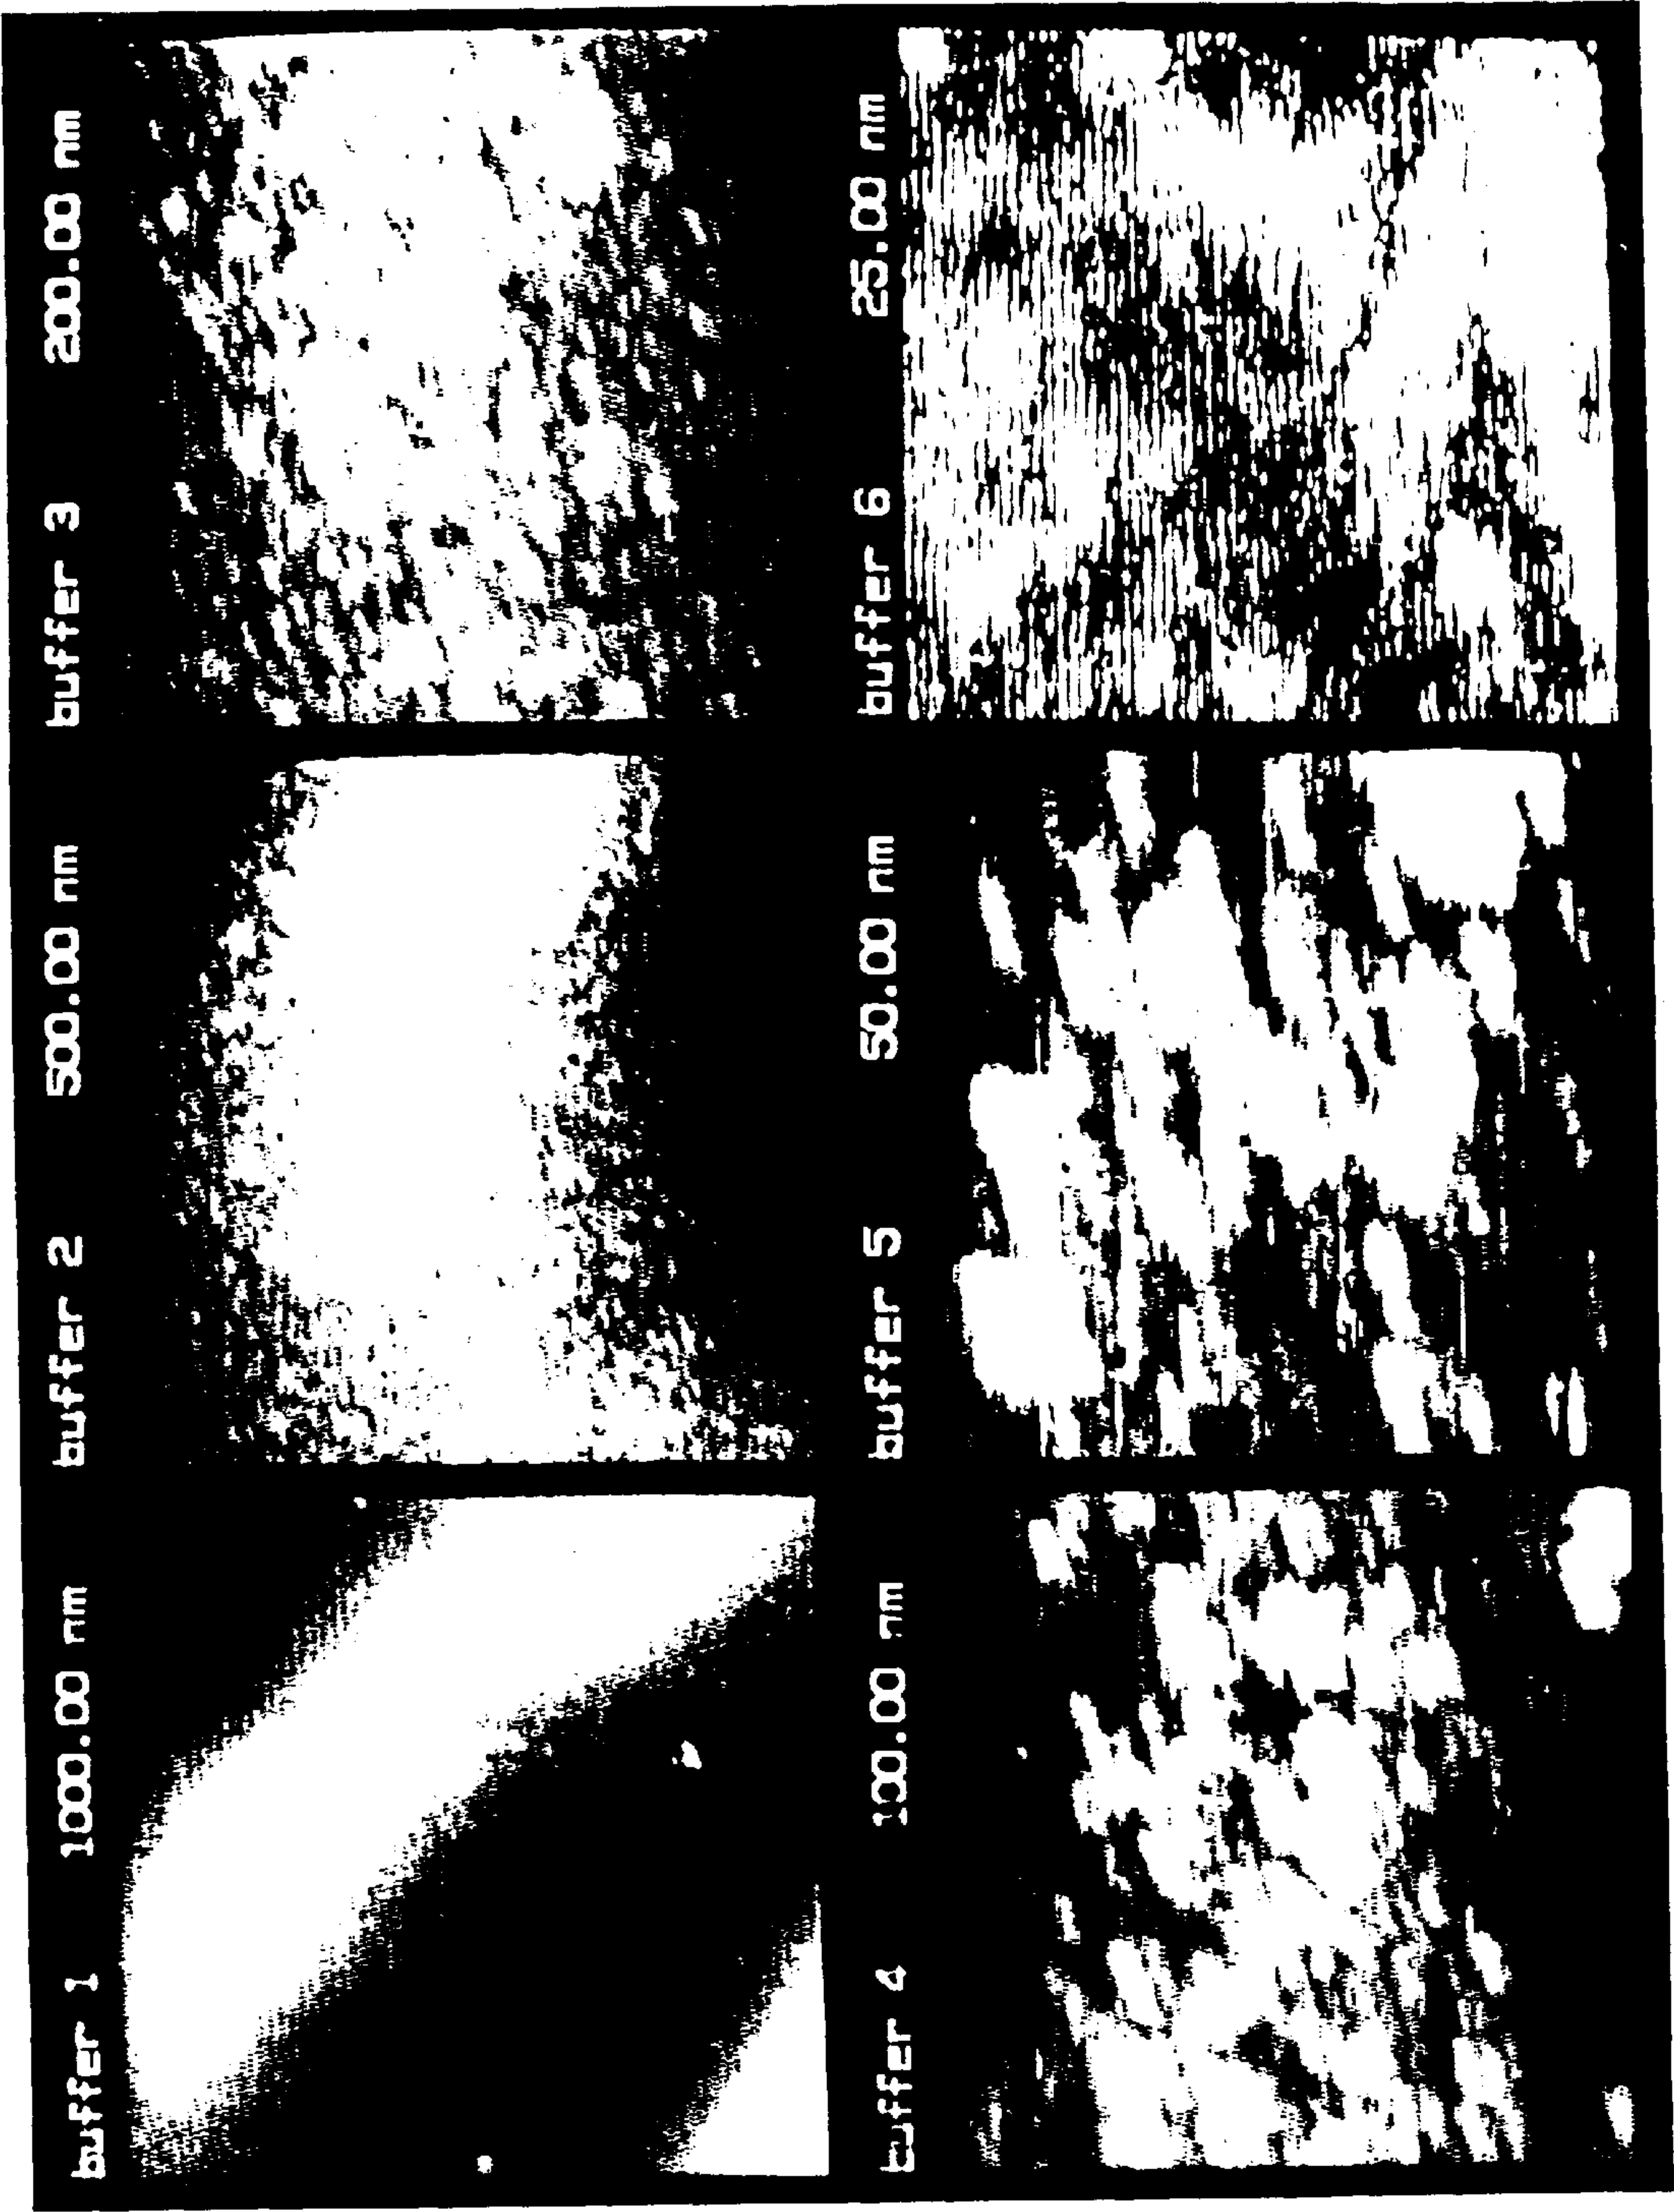 buffer 1 1000.00 nm
buffer 2 500.00 nm
buffer 3 200.00 nm
buffer 4 100.00 nm
buffer 5 50.00 nm
buffer 6 25.00 nm